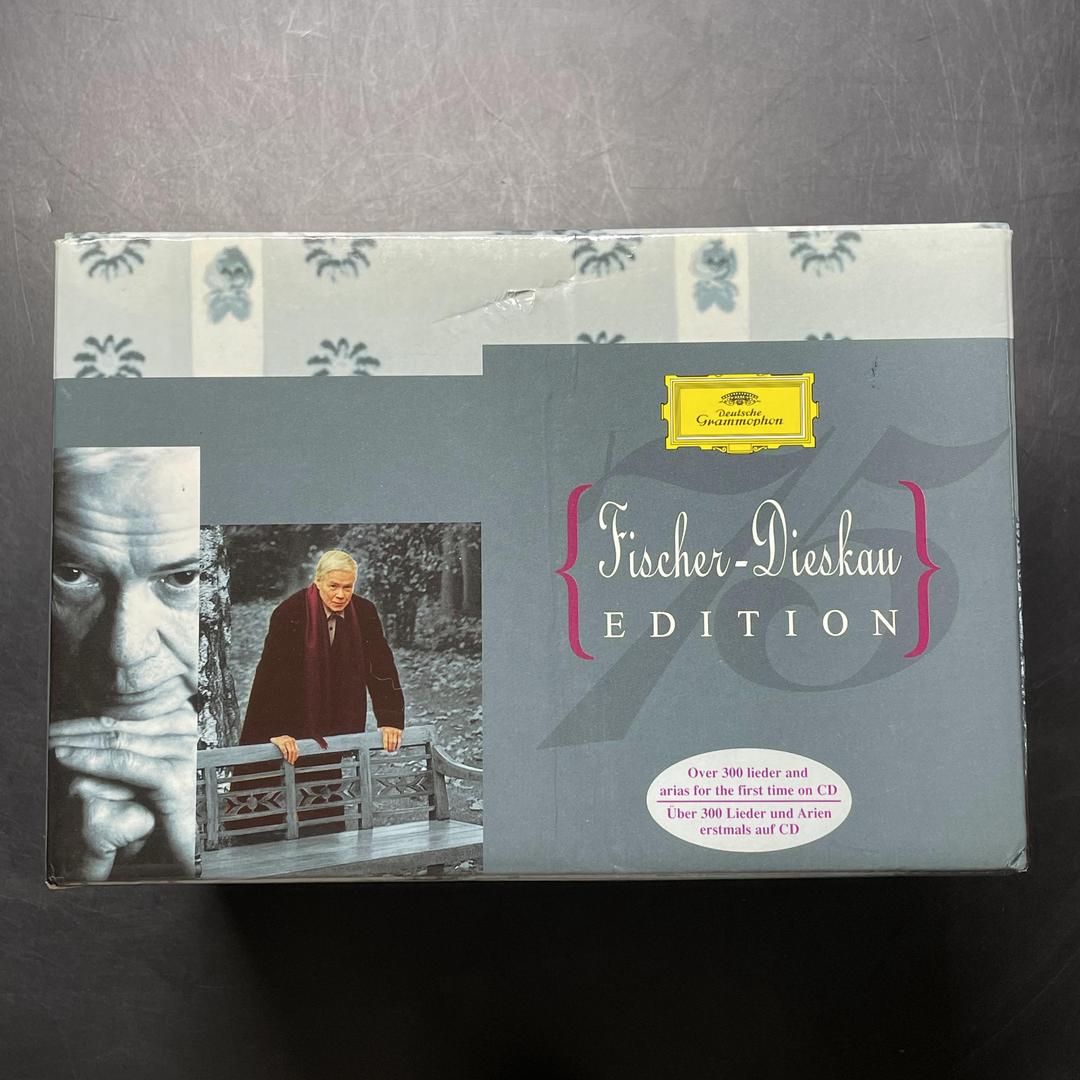 Deutsche
Grammophon
75
Fischer-Dieskau
EDITION
Over 300 lieder and
arias for the first time on CD
Über 300 Lieder und Arien
erstmals auf CD